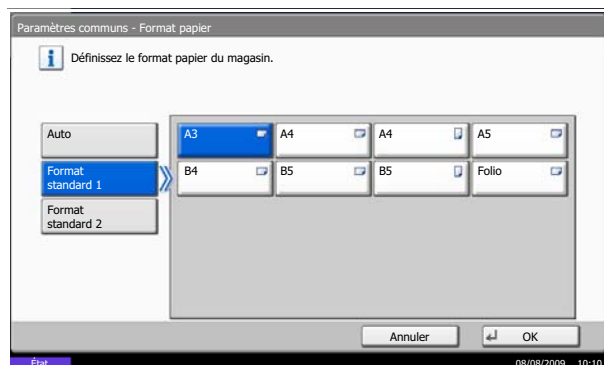 Paramètres communs - Format papier
Définissez le format papier du magasin.
Auto
A3
A4
A4
A5
Format
standard 1
B4
B5
B5
Folio
Format
standard 2
Annuler
OK
État
08/08/2009 10:10